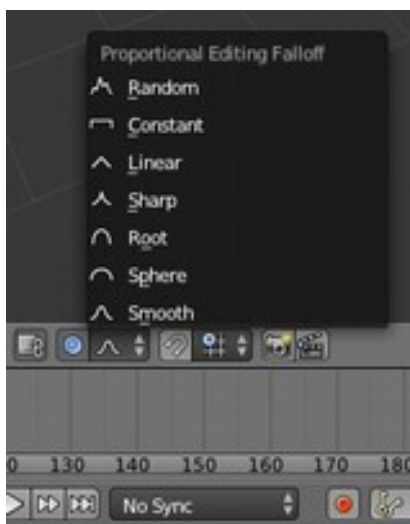 Proportional Editing Falloff
Random
Constant
Linear
Sharp
Root
Sphere
Smooth
0 130 140 150 160 170 180
No Sync